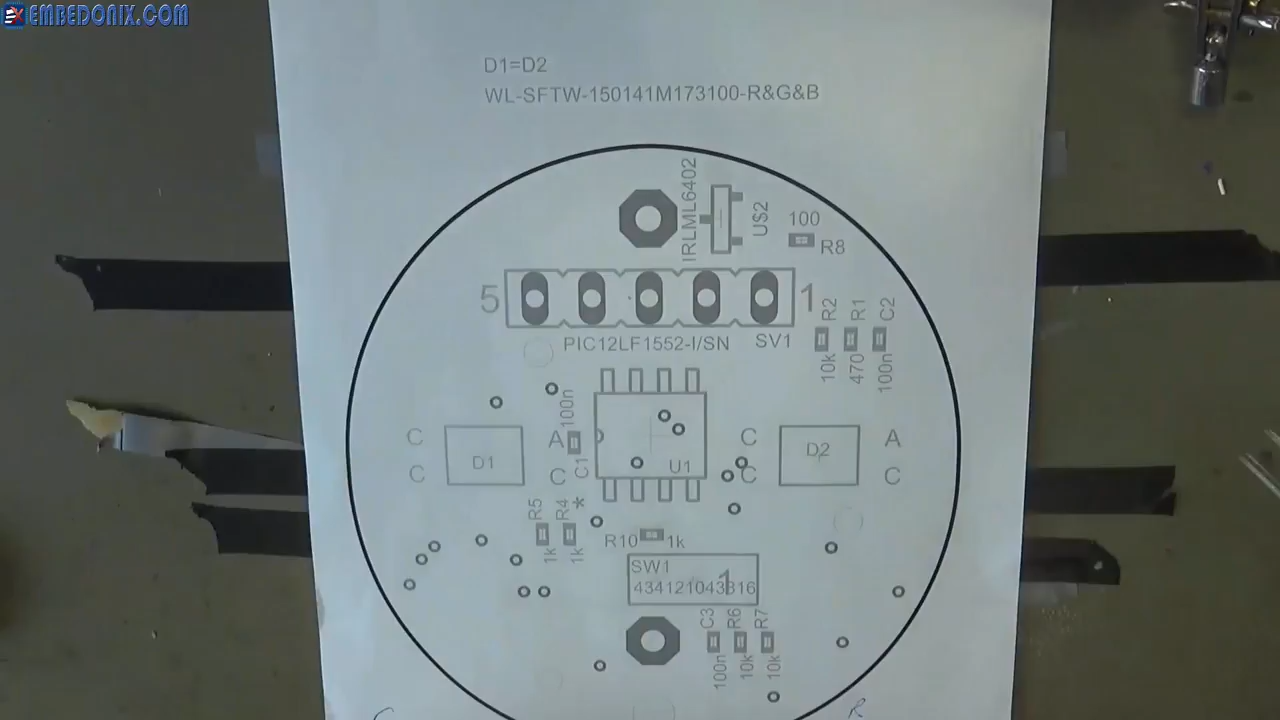 EMBEDONIX.COM
D1=D2
WL-SFTW-150141M173100-R&G&B
IRLML6402
U$2
100
R8
5
1
PIC12LF1552-I/SN
SV1
R2
R1
C2
10k
470
100n
100n
C
A
C
A
D1
C1
U1
D2
C
C
C
C
R5
R4
*
1k
1k
R10
1k
SW1
1
434121043816
C3
R6
R7
100n
10k
10k
R